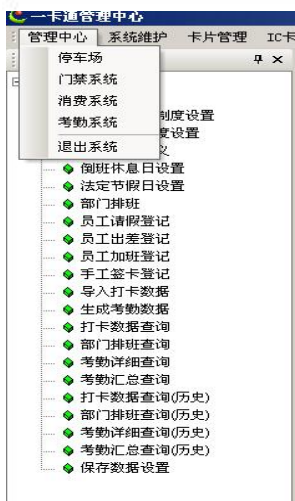 一卡通管理中心
管理中心 系统维护 卡片管理 IC卡
停车场
门禁系统
消费系统
考勤系统
退出系统
制度设置
度设置
倒班休息日设置
法定节假日设置
部门排班
员工请假登记
员工出差登记
员工加班登记
手工签卡登记
导入打卡数据
生成考勤数据
打卡数据查询
部门排班查询
考勤详细查询
考勤汇总查询
打卡数据查询(历史)
部门排班查询(历史)
考勤详细查询(历史)
考勤汇总查询(历史)
保存数据设置